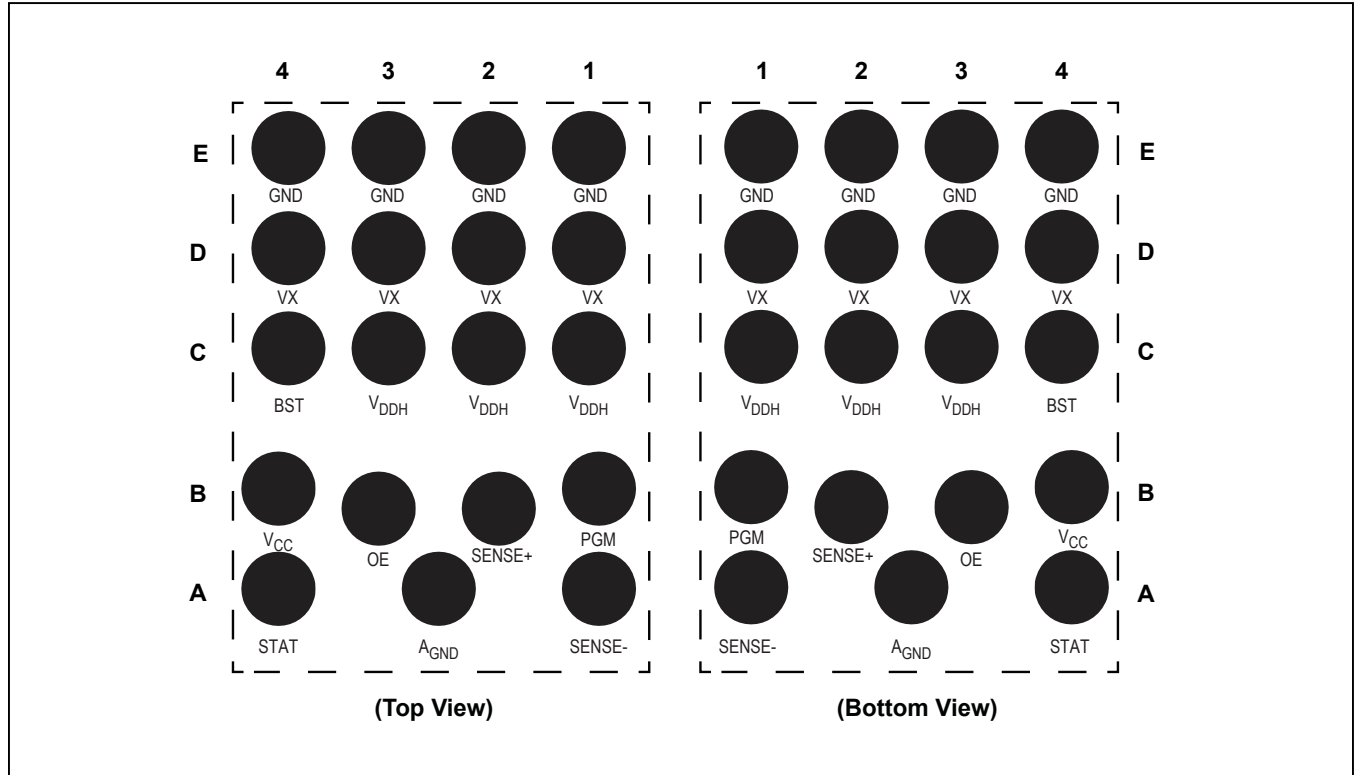 4 3 2 1 1 2 3 4
E E
GND GND GND GND GND GND GND GND
D D
VX VX VX VX VX VX VX VX
C C
BST VDDH VDDH VDDH VDDH VDDH VDDH BST
B B
VCC OE SENSE+ PGM PGM SENSE+ OE VCC
A A
STAT AGND SENSE- SENSE- AGND STAT
(Top View) (Bottom View)